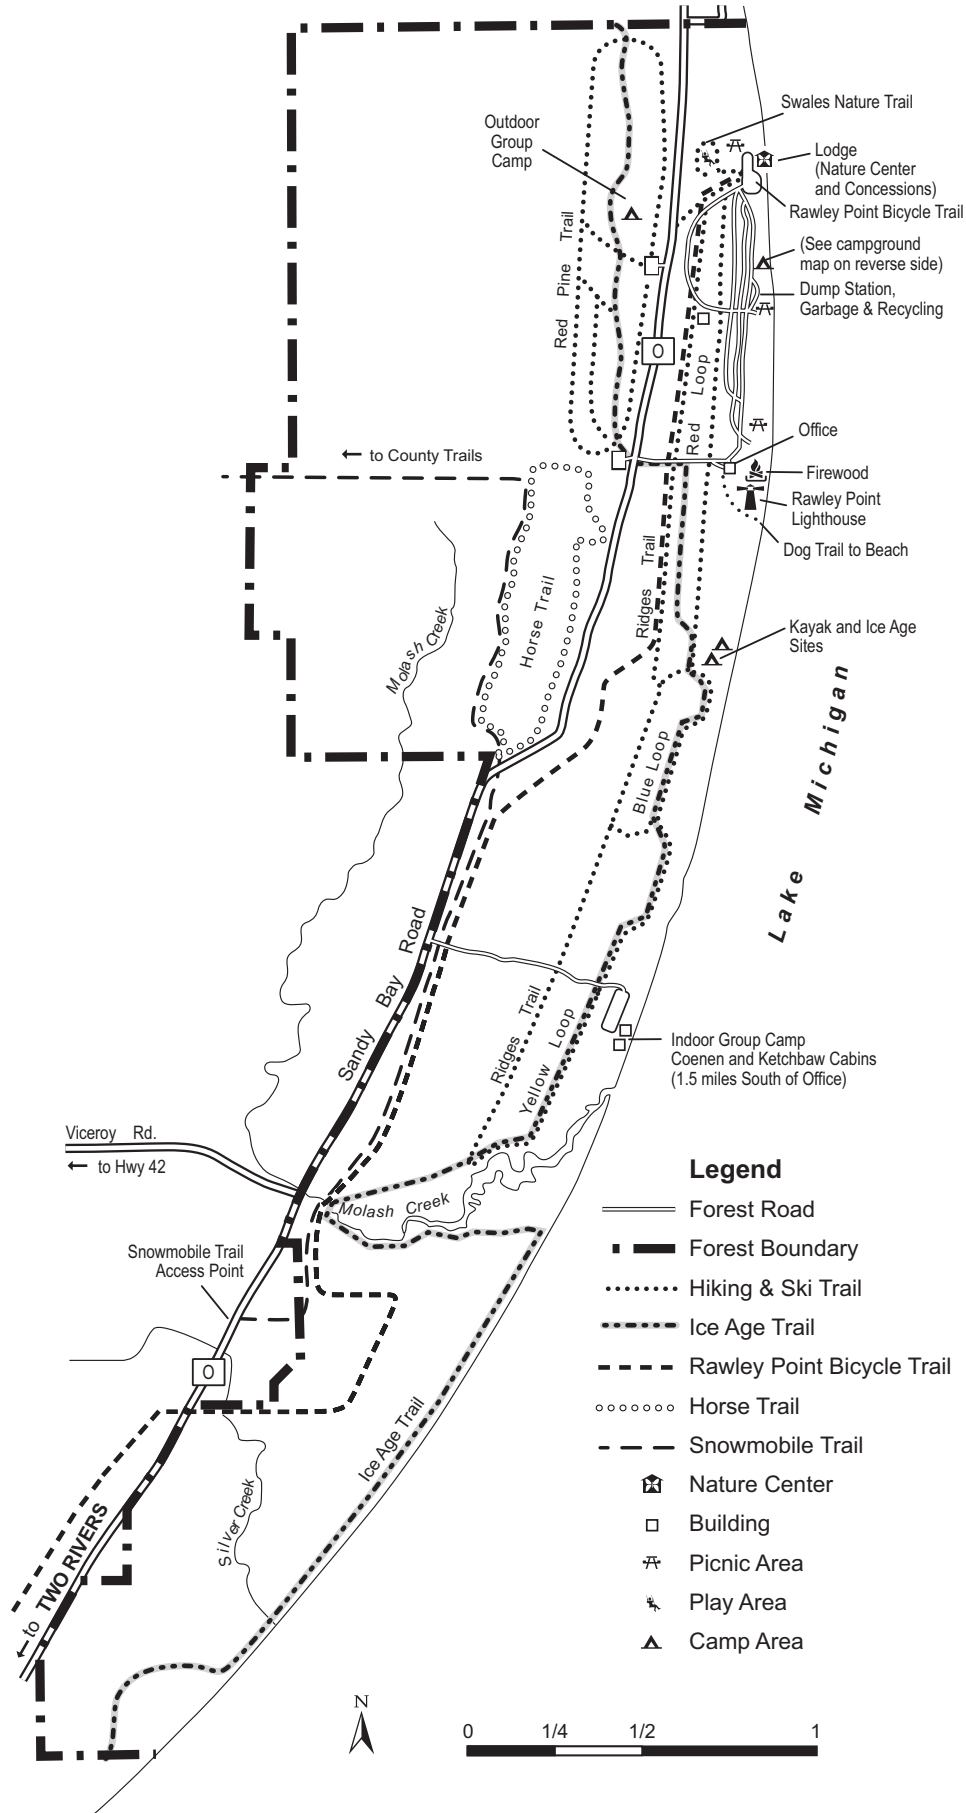 Swales Nature Trail
Outdoor
Group
Camp
Lodge
(Nature Center
and Concessions)
Rawley Point Bicycle Trail
(See campground
map on reverse side)
Dump Station,
Garbage & Recycling
Red Pine Trail
O
Red Loop
Office
to County Trails
Firewood
Rawley Point
Lighthouse
Dog Trail to Beach
Ridges Trail
Horse Trail
Molash Creek
Kayak and Ice Age
Sites
Lake Michigan
Blue Loop
Sandy Bay Road
Ridges Trail
Yellow Loop
Indoor Group Camp
Coenen and Ketchbaw Cabins
(1.5 miles South of Office)
Viceroy Rd.
to Hwy 42
Molash Creek
Snowmobile Trail
Access Point
O
Ice Age Trail
Silver Creek
to TWO RIVERS
Legend
Forest Road
Forest Boundary
Hiking & Ski Trail
Ice Age Trail
Rawley Point Bicycle Trail
Horse Trail
Snowmobile Trail
Nature Center
Building
Picnic Area
Play Area
Camp Area
N
0 1/4 1/2 1